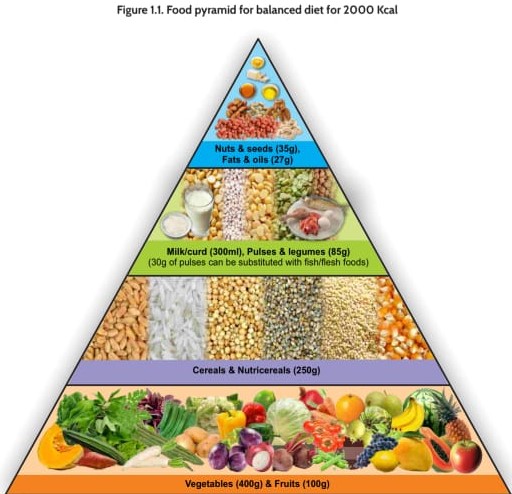 Figure 1.1. Food pyramid for balanced diet for 2000 Kcal
Nuts & seeds (35g),
Fats & oils (27g)
Milk/curd (300ml), Pulses & legumes (85g)
(30g of pulses can be substituted with fish/flesh foods)
Cereals & Nutricereals (250g)
Vegetables (400g) & Fruits (100g)